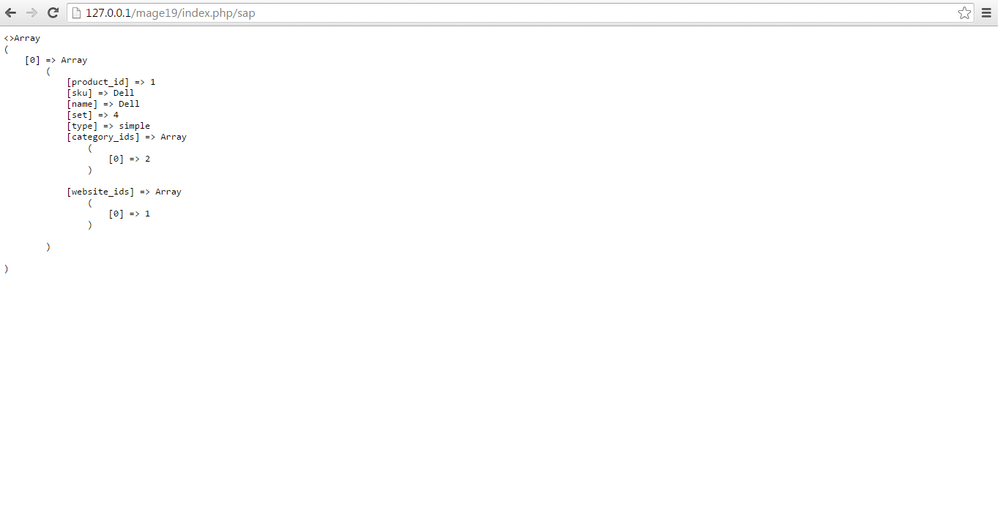 127.0.0.1/mage19/index.php/sap
<>Array
(
    [0] => Array
        (
            [product_id] => 1
            [sku] => Dell
            [name] => Dell
            [set] => 4
            [type] => simple
            [category_ids] => Array
                (
                    [0] => 2
                )

            [website_ids] => Array
                (
                    [0] => 1
                )

        )

)